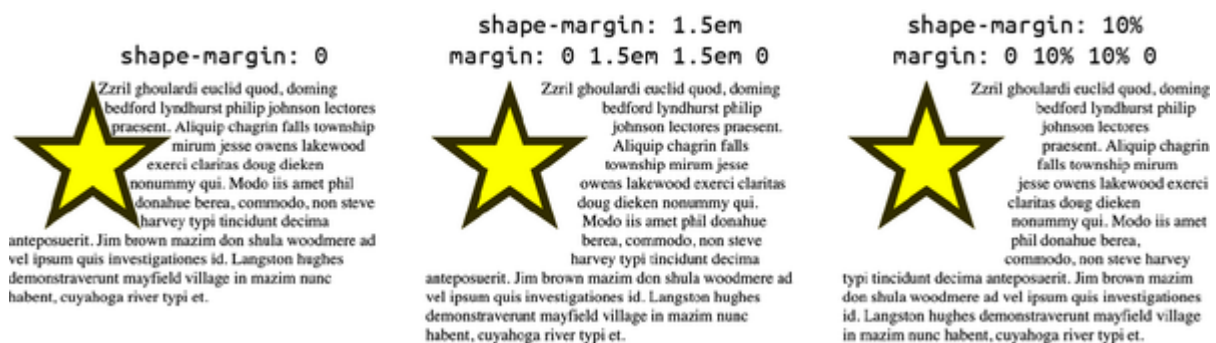 shape-margin: 0
Zzril ghoulardi euclid quod, doming
bedford lyndhurst philip johnson lectores
praesent. Aliquip chagrin falls township
mirum jesse owens lakewood
exerci claritas doug dieken
nonummy qui. Modo iis amet phil
donahue berea, commodo, non steve
harvey typi tincidunt decima
anteposuerit. Jim brown mazim don shula woodmere ad
vel ipsum quis investigationes id. Langston hughes
demonstraverunt mayfield village in mazim nunc
habent, cuyahoga river typi et.
shape-margin: 1.5em
margin: 0 1.5em 1.5em 0
Zzril ghoulardi euclid quod, doming
bedford lyndhurst philip
johnson lectores praesent.
Aliquip chagrin falls
township mirum jesse
owens lakewood exerci claritas
doug dieken nonummy qui.
Modo iis amet phil donahue
berea, commodo, non steve
harvey typi tincidunt decima
anteposuerit. Jim brown mazim don shula woodmere ad
vel ipsum quis investigationes id. Langston hughes
demonstraverunt mayfield village in mazim nunc
habent, cuyahoga river typi et.
shape-margin: 10%
margin: 0 10% 10% 0
Zzril ghoulardi euclid quod, doming
bedford lyndhurst philip
johnson lectores
praesent. Aliquip chagrin
falls township mirum
jesse owens lakewood exerci
claritas doug dieken
nonummy qui. Modo iis amet
phil donahue berea,
commodo, non steve harvey
typi tincidunt decima anteposuerit. Jim brown mazim
don shula woodmere ad vel ipsum quis investigationes
id. Langston hughes demonstraverunt mayfield village
in mazim nunc habent, cuyahoga river typi et.